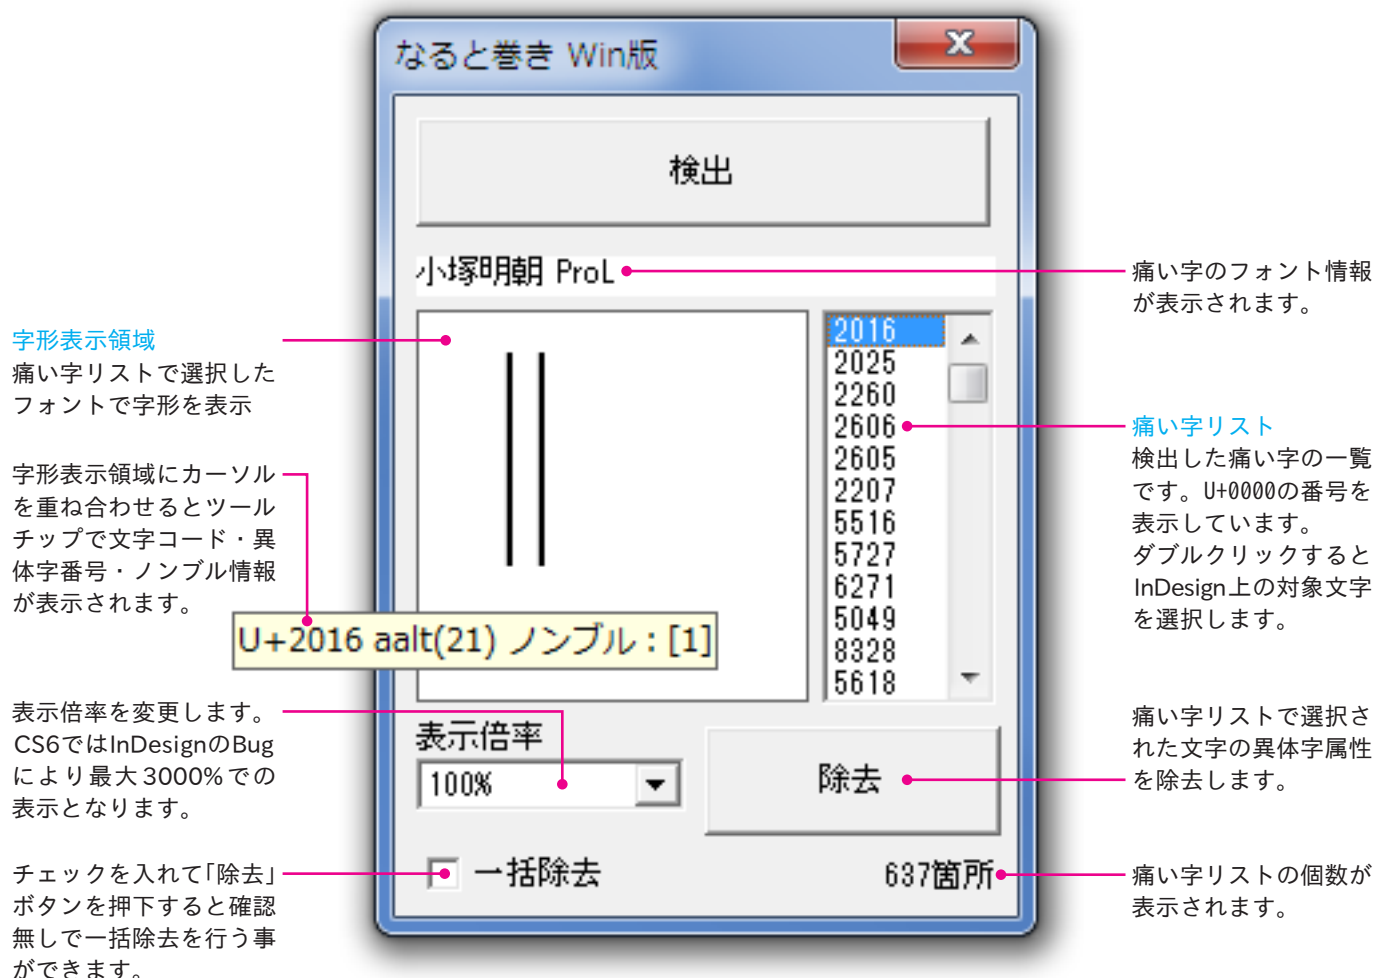 なると巻き Win版
検出
小塚明朝 ProL
2016
2025
2260
2606
2605
2207
5516
5727
6271
5049
8328
5618
U+2016 aalt(21) ノンブル：[1]
表示倍率
100%
除去
一括除去
637箇所
字形表示領域
痛い字リストで選択した
フォントで字形を表示
字形表示領域にカーソル
を重ね合わせるとツール
チップで文字コード・異
体字番号・ノンブル情報
が表示されます。
表示倍率を変更します。
CS6ではInDesignのBug
により最大3000%での
表示となります。
チェックを入れて「除去」
ボタンを押下すると確認
無しで一括除去を行う事
ができます。
痛い字のフォント情報
が表示されます。
痛い字リスト
検出した痛い字の一覧
です。U+0000の番号を
表示しています。
ダブルクリックすると
InDesign上の対象文字
を選択します。
痛い字リストで選択さ
れた文字の異体字属性
を除去します。
痛い字リストの個数が
表示されます。